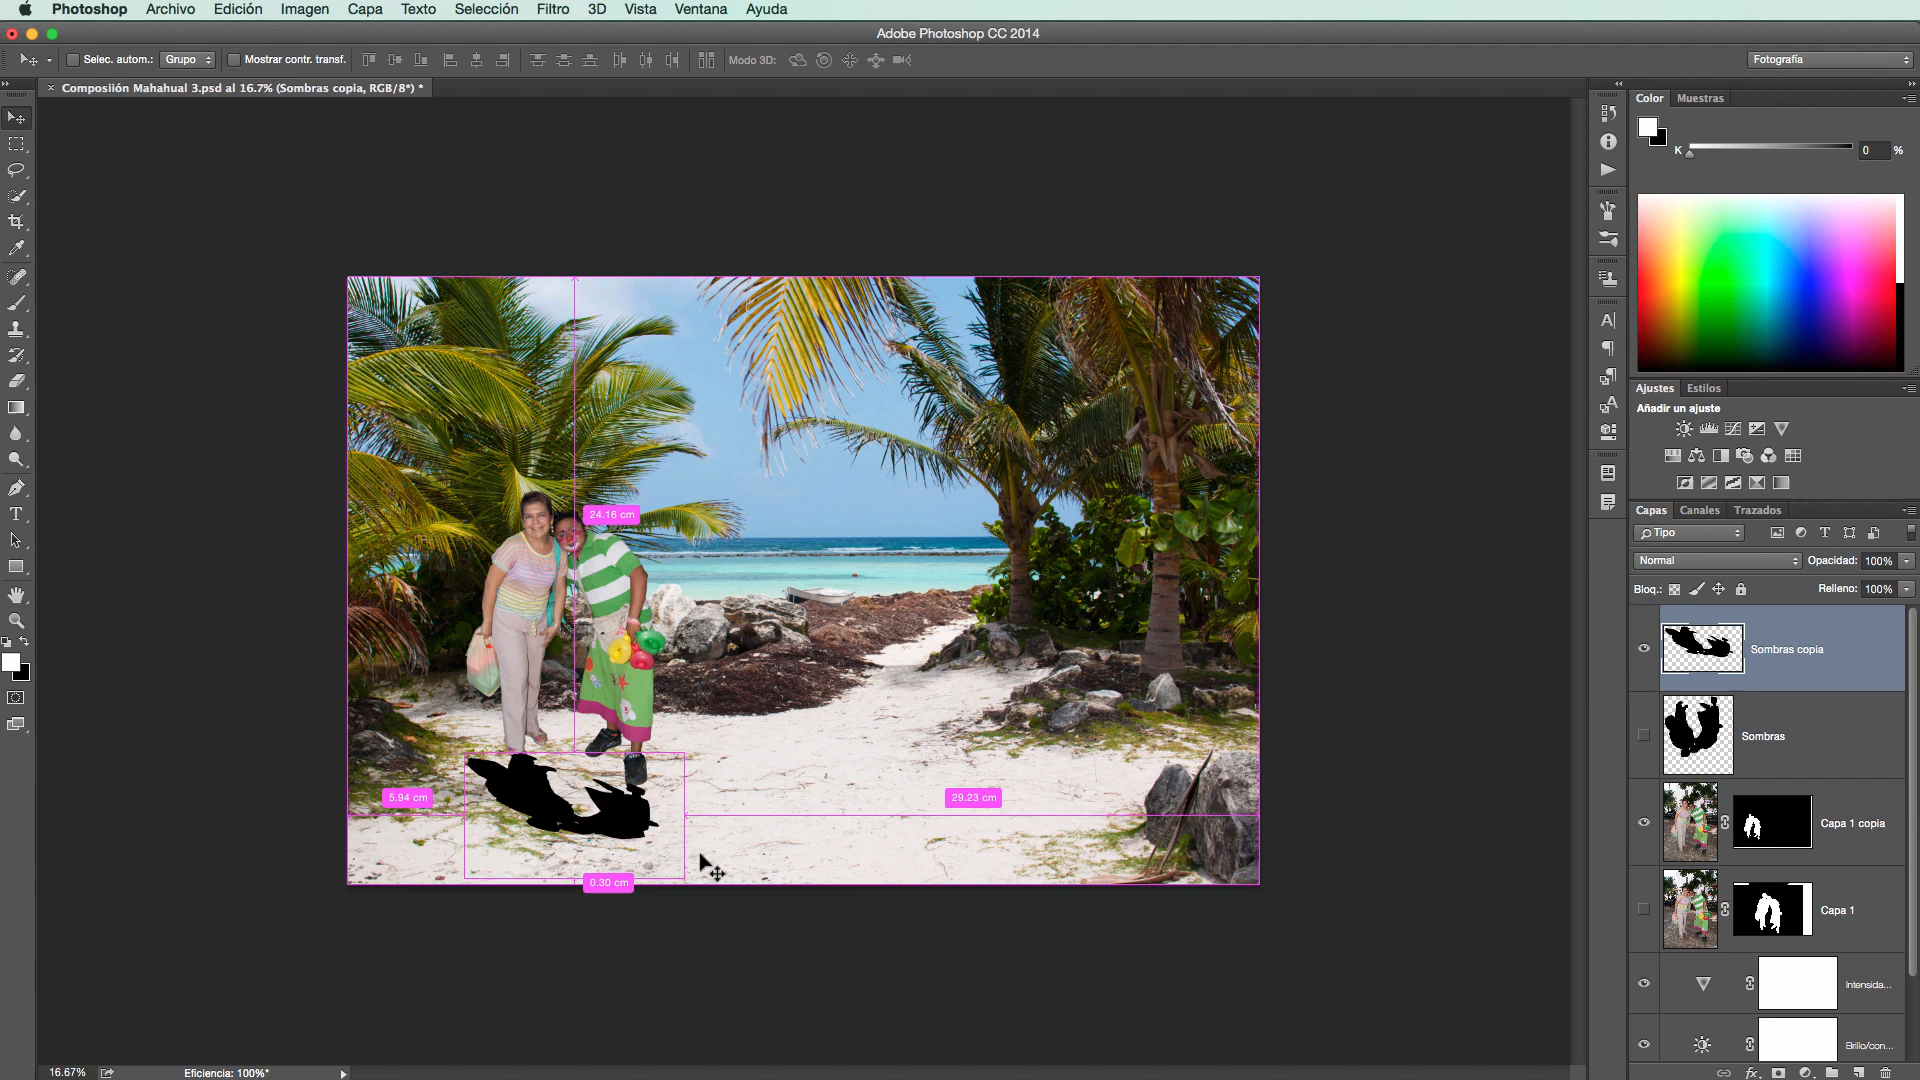 Photoshop Archivo Edición Imagen Capa Texto Selección Filtro 3D Vista Ventana Ayuda
Adobe Photoshop CC 2014
Selec. autom.: Grupo Mostrar contr. transf. Modo 3D: Fotografía
× Composiión Mahahual 3.psd al 16.7% (Sombras copia, RGB/8*) *
Color Muestras
K 0 %
24.16 cm
5.94 cm
29.23 cm
0.30 cm
Ajustes Estilos
Añadir un ajuste
Capas Canales Trazados
Tipo
Normal Opacidad: 100%
Bloq.: Relleno: 100%
Sombras copia
Sombras
Capa 1 copia
Capa 1
Intensida...
Brillo/con...
fx
16.67% Eficiencia: 100%*